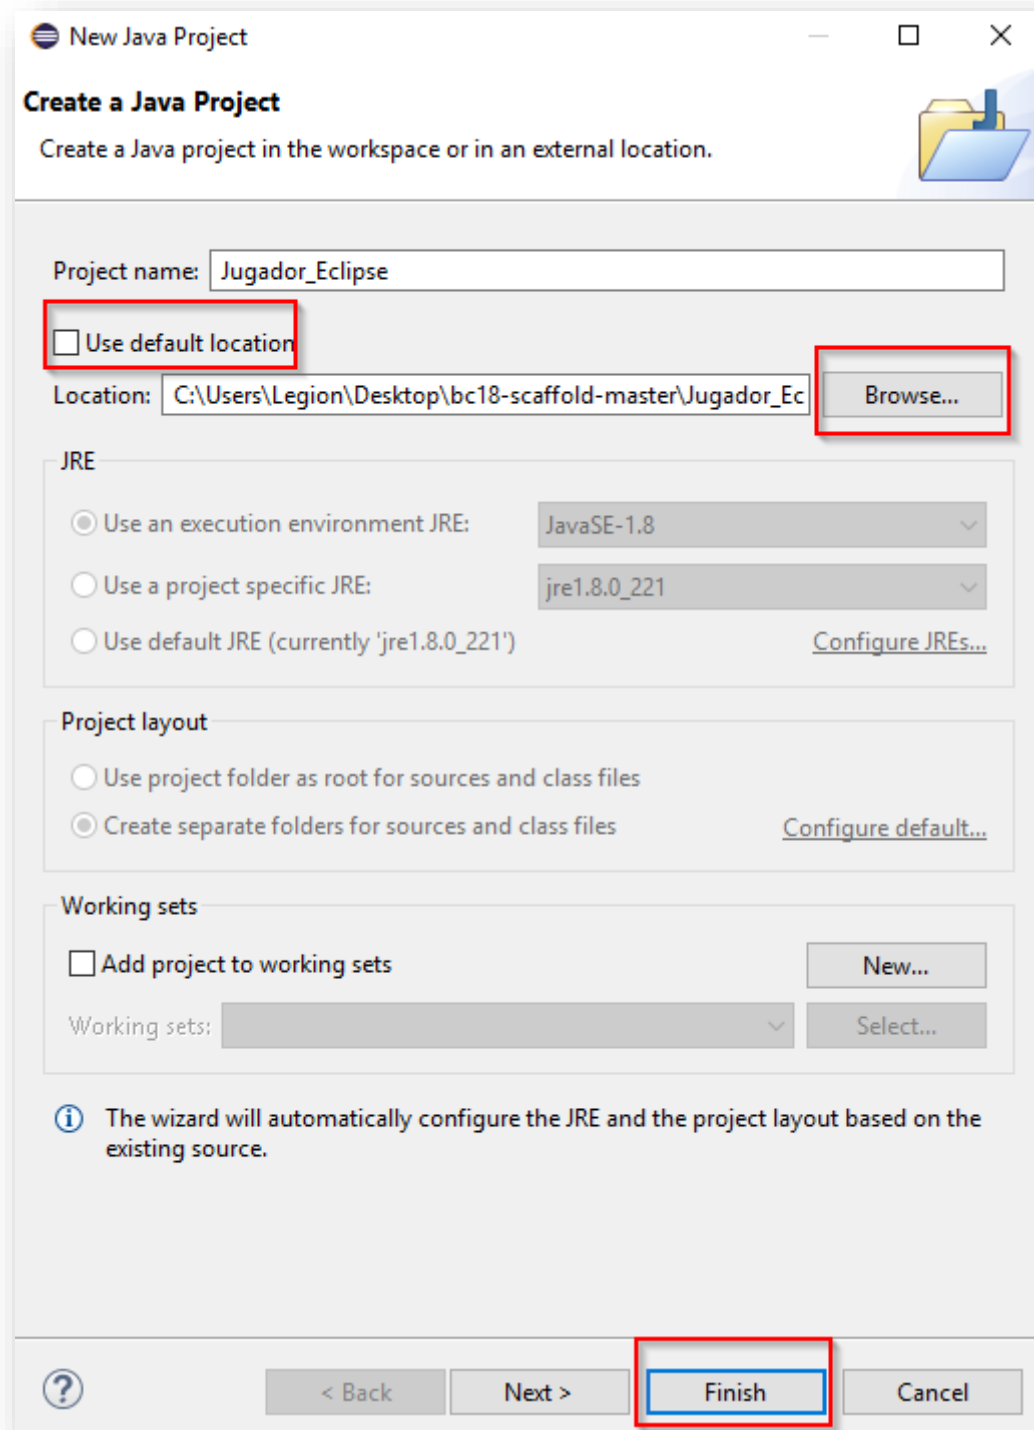 New Java Project
Create a Java Project
Create a Java project in the workspace or in an external location.
Project name: Jugador_Eclipse
Use default location
Location: C:\Users\Legion\Desktop\bc18-scaffold-master\Jugador_Ec Browse...
JRE
Use an execution environment JRE: JavaSE-1.8
Use a project specific JRE: jre1.8.0_221
Use default JRE (currently 'jre1.8.0_221') Configure JREs...
Project layout
Use project folder as root for sources and class files
Create separate folders for sources and class files Configure default...
Working sets
Add project to working sets New...
Working sets: Select...
The wizard will automatically configure the JRE and the project layout based on the
existing source.
? < Back Next > Finish Cancel